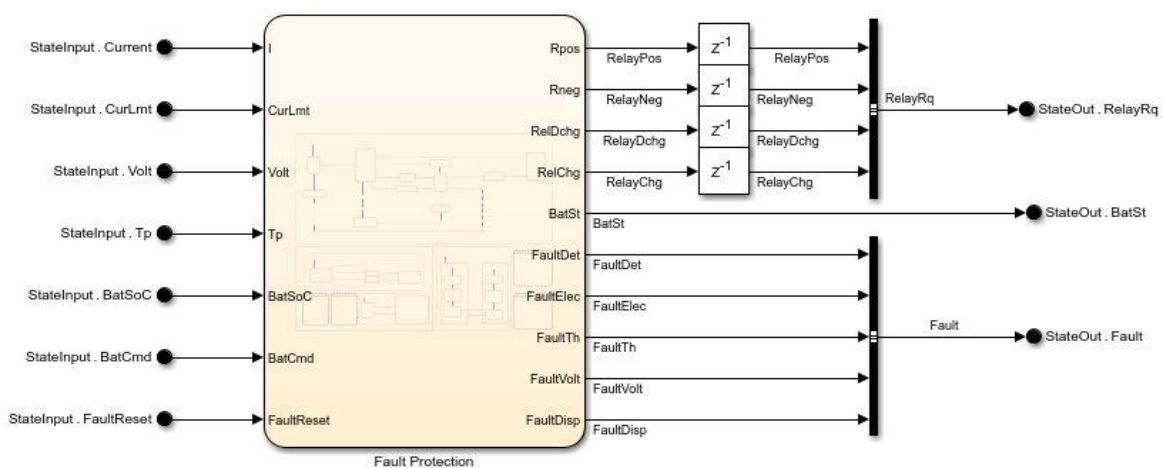 StateInput . Current
StateInput . CurLmt
StateInput . Volt
StateInput . Tp
StateInput . BatSoC
StateInput . BatCmd
StateInput . FaultReset
I
CurLmt
Volt
Tp
BatSoC
BatCmd
FaultReset
Rpos
Rneg
RelDchg
RelChg
BatSt
FaultDet
FaultElec
FaultTh
FaultVolt
FaultDisp
Fault Protection
RelayPos
RelayNeg
RelayDchg
RelayChg
BatSt
FaultDet
FaultElec
FaultTh
FaultVolt
FaultDisp
z-1
z-1
z-1
z-1
RelayPos
RelayNeg
RelayDchg
RelayChg
RelayRq
Fault
StateOut . RelayRq
StateOut . BatSt
StateOut . Fault